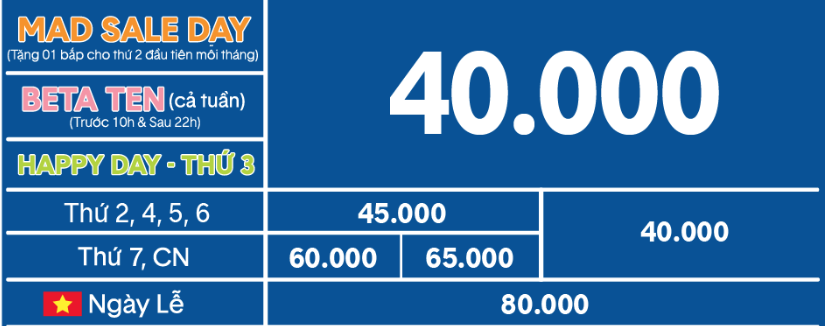 MAD SALE DAY
(Tặng 01 bắp cho thứ 2 đầu tiên mỗi tháng)
40.000
BETA TEN (cả tuần)
(Trước 10h & Sau 22h)
HAPPY DAY - THỨ 3
Thứ 2, 4, 5, 6
45.000
40.000
Thứ 7, CN
60.000
65.000
Ngày Lễ
80.000